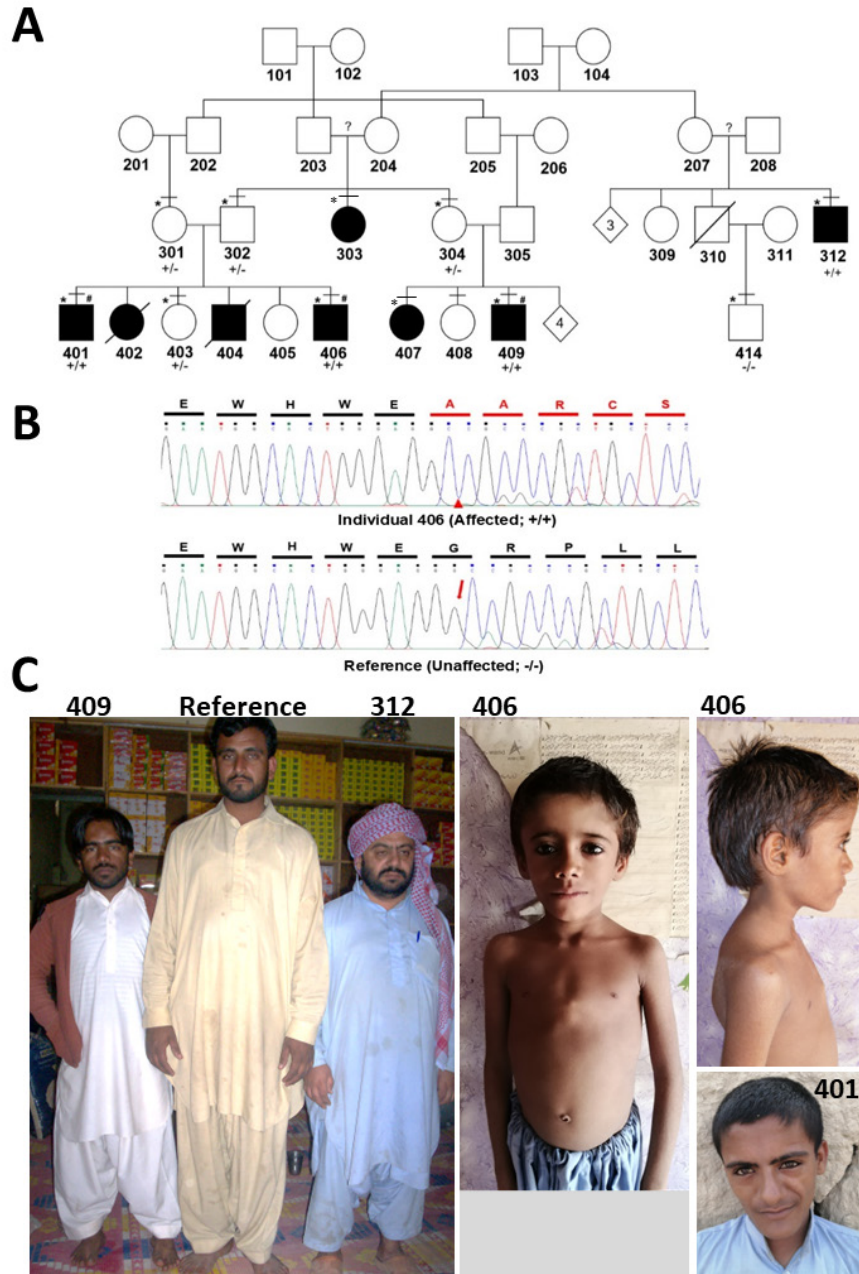 A
101 102 103 104
? ?
201 202 203 204 205 206 207 208
* * * * *
3
301 302 303 304 305 309 310 311 312
+/- +/- +/- +/+
* # * * # * * # *
4
401 402 403 404 405 406 407 408 409 414
+/+ +/- +/+ +/+ -/-
B
E W H W E A A R C S
Individual 406 (Affected; +/+)
E W H W E G R P L L
Reference (Unaffected; -/-)
C
409 Reference 312 406 406
401